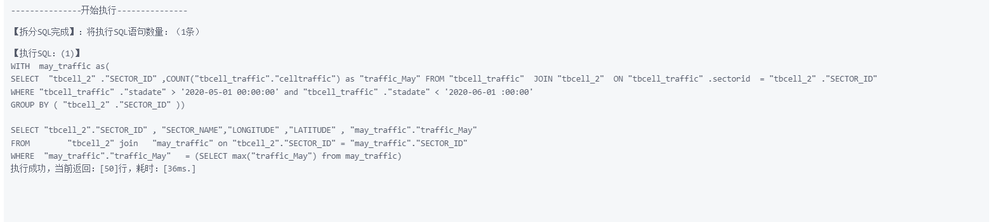 ---------------开始执行---------------
【拆分SQL完成】：将执行SQL语句数量：（1条）
【执行SQL：(1)】
WITH  may_traffic as(
SELECT  "tbcell_2" ."SECTOR_ID" ,COUNT("tbcell_traffic"."celltraffic") as "traffic_May" FROM "tbcell_traffic"  JOIN "tbcell_2"  ON "tbcell_traffic" .sectorid  = "tbcell_2" ."SECTOR_ID"
WHERE "tbcell_traffic" ."stadate" > '2020-05-01 00:00:00' and "tbcell_traffic" ."stadate" < '2020-06-01 :00:00'
GROUP BY ( "tbcell_2" ."SECTOR_ID" ))
SELECT "tbcell_2"."SECTOR_ID" , "SECTOR_NAME","LONGITUDE" ,"LATITUDE" , "may_traffic"."traffic_May"
FROM        "tbcell_2" join   "may_traffic" on "tbcell_2"."SECTOR_ID" = "may_traffic"."SECTOR_ID"
WHERE  "may_traffic"."traffic_May"   = (SELECT max("traffic_May") from may_traffic)
执行成功，当前返回：[50]行，耗时：[36ms.]